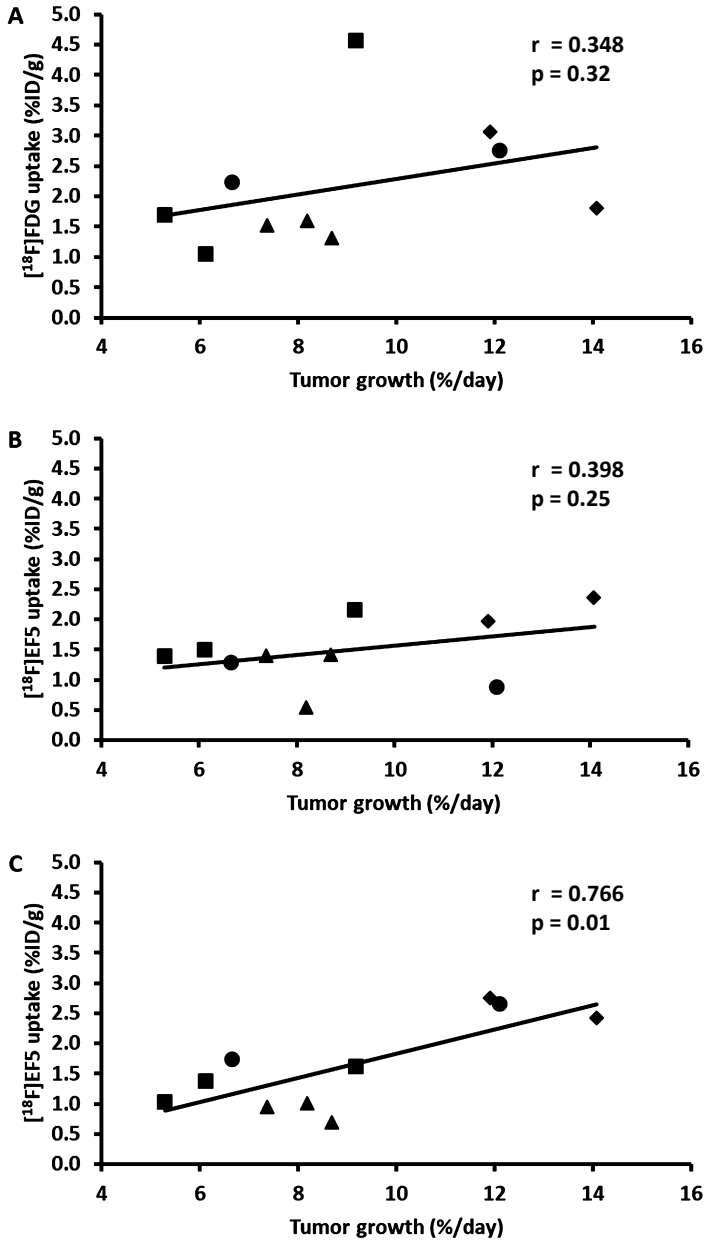 A
5.0
4.5
4.0
3.5
3.0
2.5
2.0
1.5
1.0
0.5
0.0
[18F]FDG uptake (%ID/g)
r = 0.348
p = 0.32
4 6 8 10 12 14 16
Tumor growth (%/day)
B
5.0
4.5
4.0
3.5
3.0
2.5
2.0
1.5
1.0
0.5
0.0
[18F]EF5 uptake (%ID/g)
r = 0.398
p = 0.25
4 6 8 10 12 14 16
Tumor growth (%/day)
C
5.0
4.5
4.0
3.5
3.0
2.5
2.0
1.5
1.0
0.5
0.0
[18F]EF5 uptake (%ID/g)
r = 0.766
p = 0.01
4 6 8 10 12 14 16
Tumor growth (%/day)